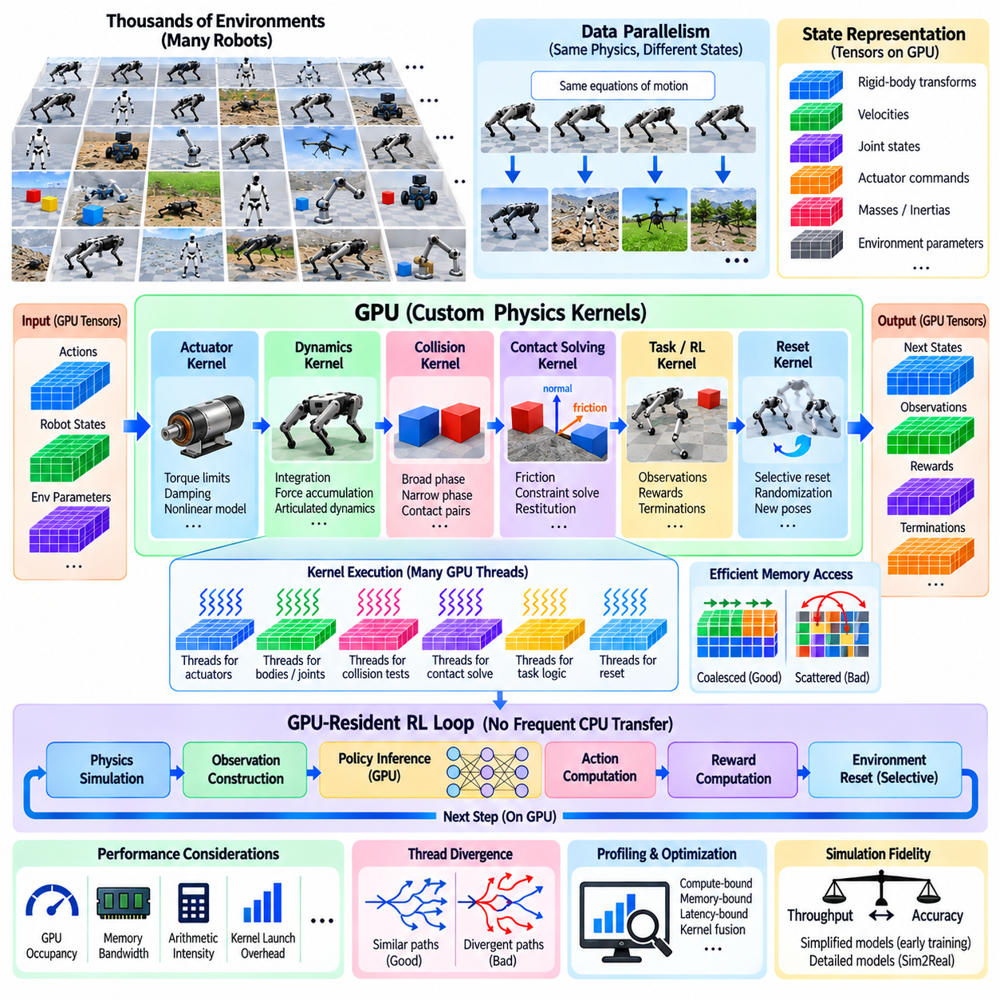 Thousands of Environments
(Many Robots)
Data Parallelism
(Same Physics, Different States)
Same equations of motion
State Representation
(Tensors on GPU)
Rigid-body transforms
Velocities
Joint states
Actuator commands
Masses / Inertias
Environment parameters
Input (GPU Tensors)
Actions
Robot States
Env Parameters
GPU (Custom Physics Kernels)
Actuator
Kernel
Torque limits
Damping
Nonlinear model
Dynamics
Kernel
Integration
Force accumulation
Articulated dynamics
Collision
Kernel
Broad phase
Narrow phase
Contact pairs
Contact Solving
Kernel
normal
friction
Friction
Constraint solve
Restitution
Task / RL
Kernel
Observations
Rewards
Terminations
Reset
Kernel
Selective reset
Randomization
New poses
Output (GPU Tensors)
Next States
Observations
Rewards
Terminations
Kernel Execution (Many GPU Threads)
Threads for
actuators
Threads for
bodies / joints
Threads for
collision tests
Threads for
contact solve
Threads for
task logic
Threads for
reset
Efficient Memory Access
Coalesced (Good)
Scattered (Bad)
GPU-Resident RL Loop (No Frequent CPU Transfer)
Physics
Simulation
Observation
Construction
Policy Inference
(GPU)
Action
Computation
Reward
Computation
Environment
Reset (Selective)
Next Step (On GPU)
Performance Considerations
GPU
Occupancy
Memory
Bandwidth
Arithmetic
Intensity
Kernel Launch
Overhead
Thread Divergence
Similar paths
(Good)
Divergent paths
(Bad)
Profiling & Optimization
Compute-bound
Memory-bound
Latency-bound
Kernel fusion
Simulation Fidelity
Throughput
Accuracy
Simplified models (early training)
Detailed models (Sim2Real)